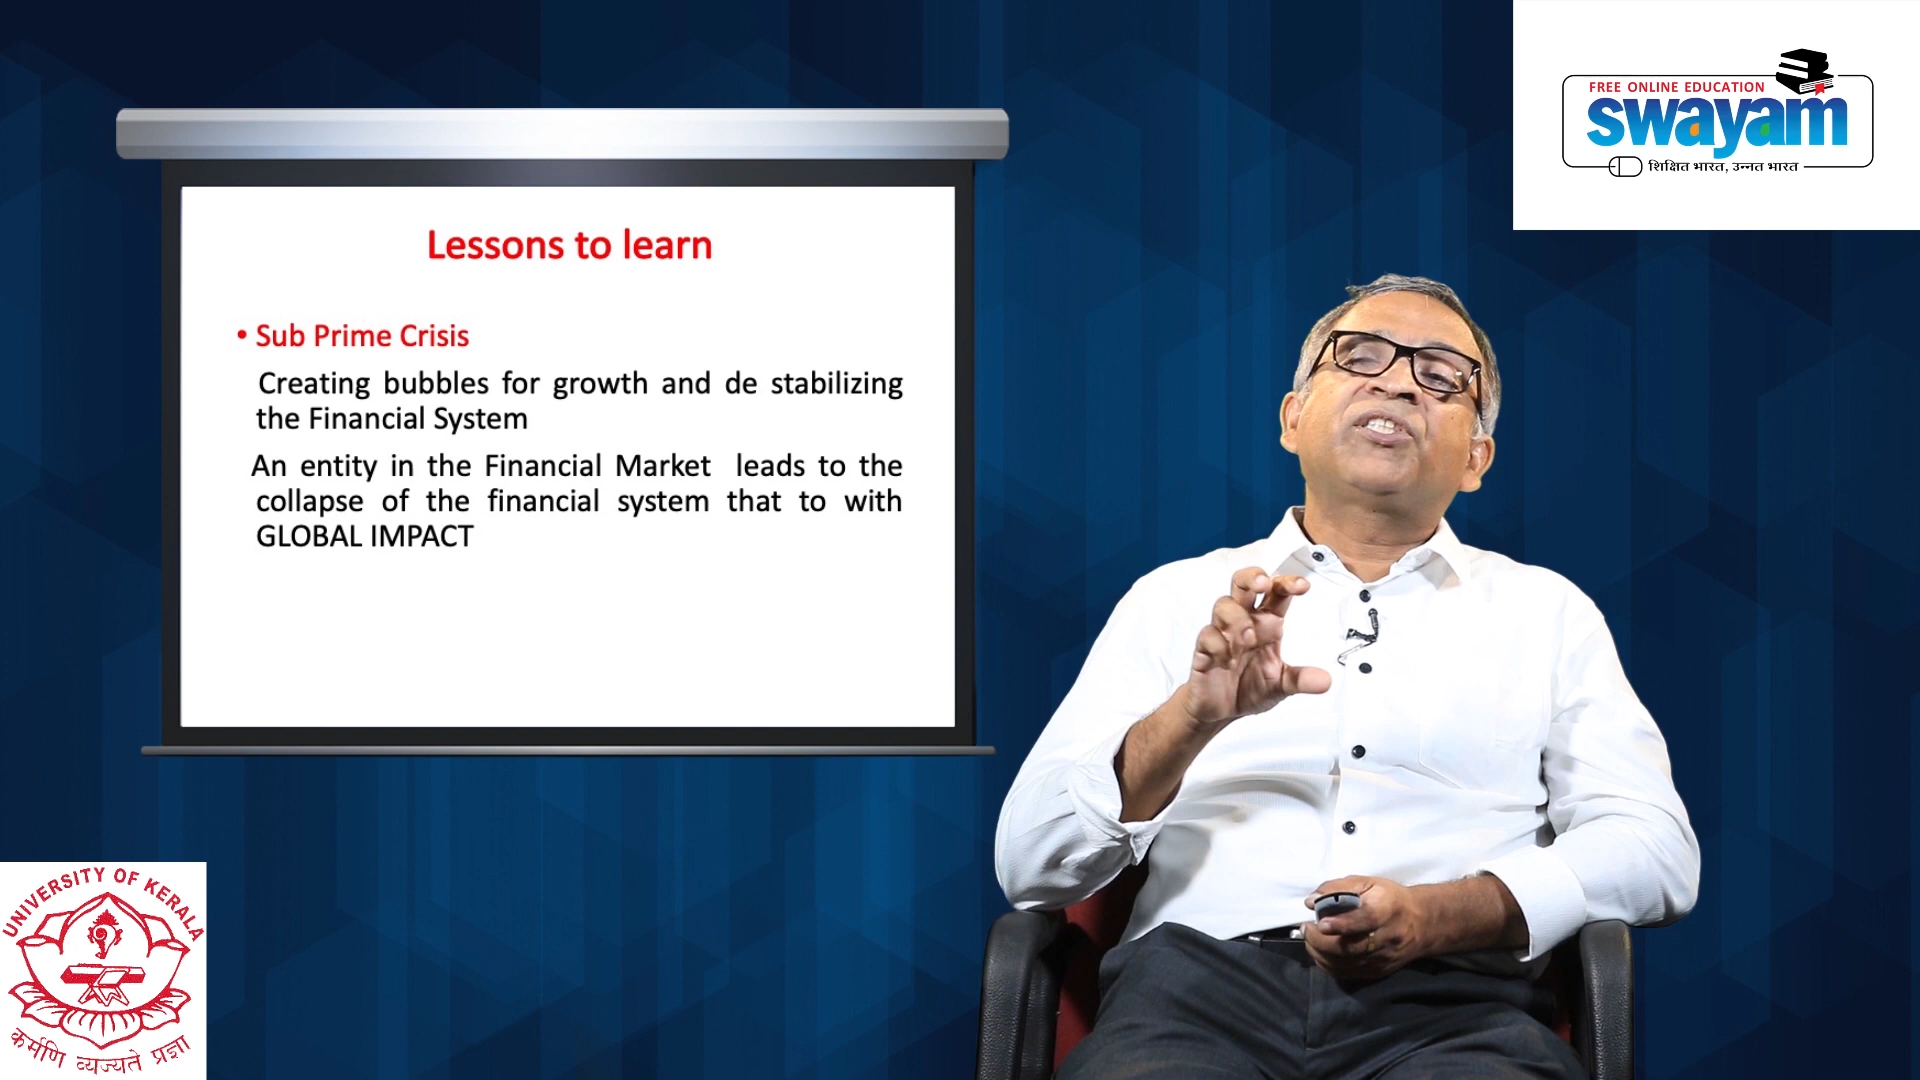 FREE ONLINE EDUCATION
swayam
शिक्षित भारत, उन्नत भारत
Lessons to learn
• Sub Prime Crisis
Creating bubbles for growth and de stabilizing
the Financial System
An entity in the Financial Market leads to the
collapse of the financial system that to with
GLOBAL IMPACT
UNIVERSITY OF KERALA
कर्मणि व्यज्यते प्रज्ञा